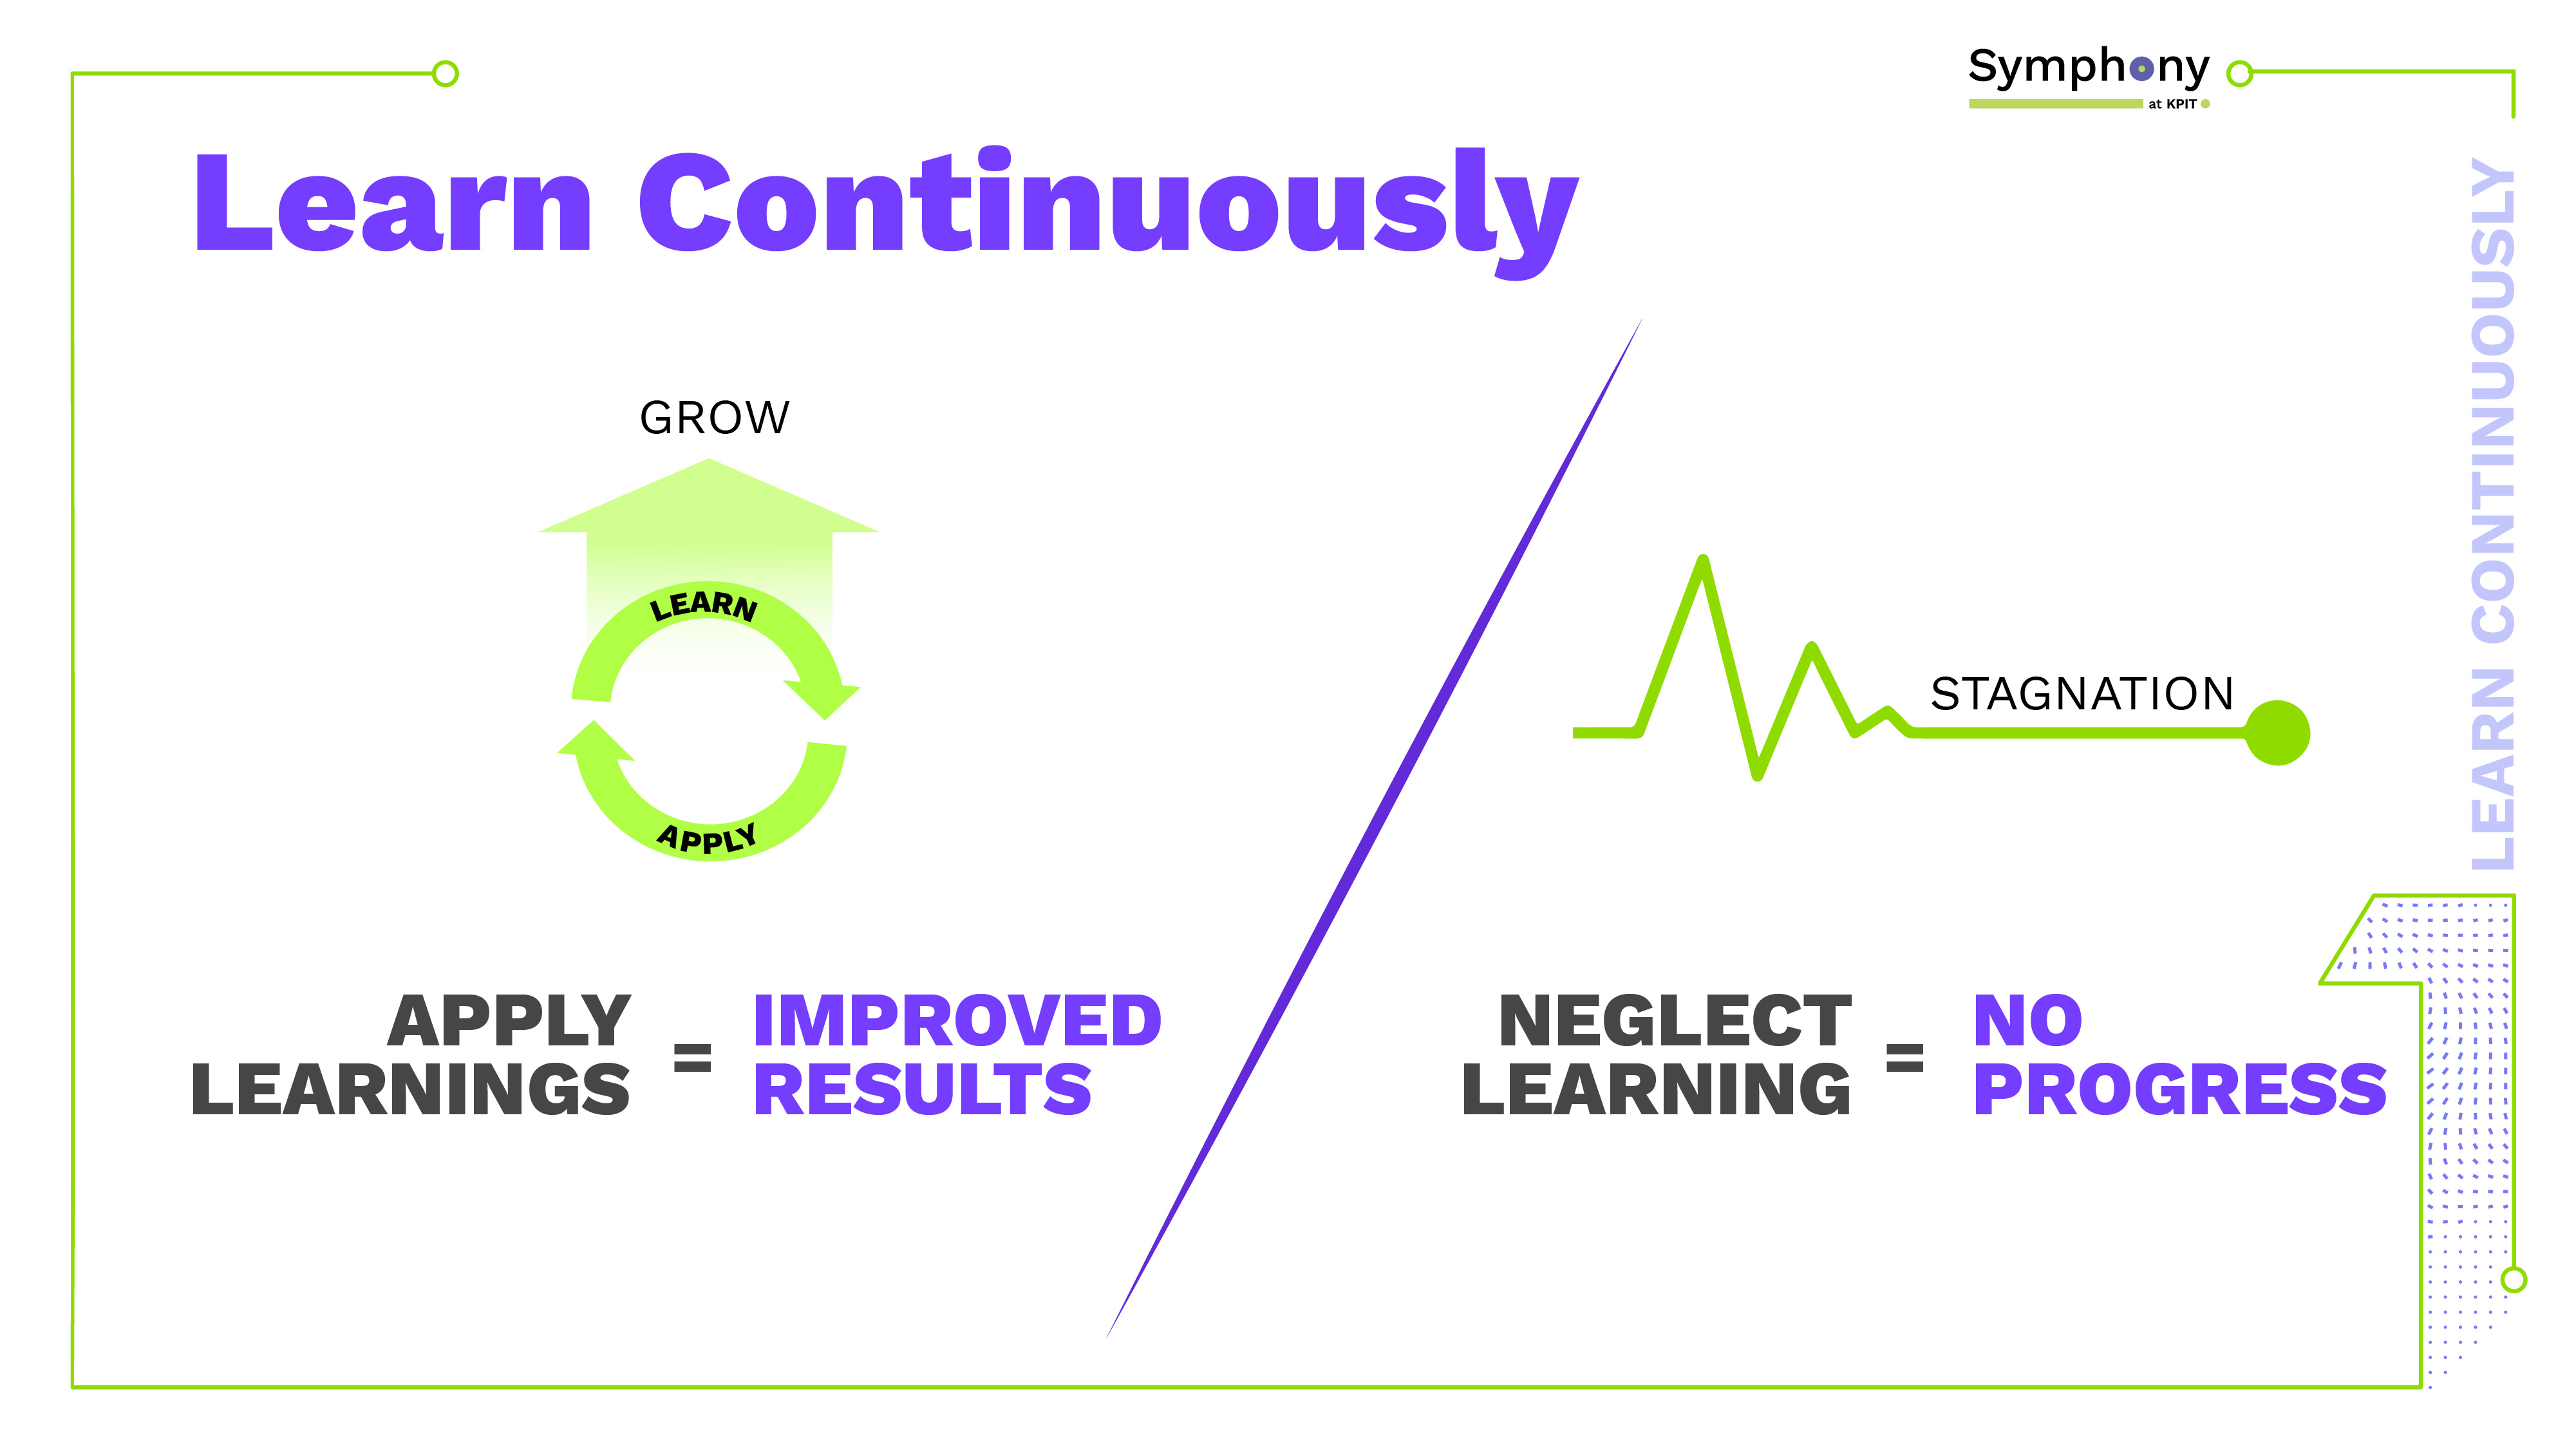 Symphony
at KPIT
Learn Continuously
GROW
LEARN
APPLY
STAGNATION
APPLY
LEARNINGS
=
IMPROVED
RESULTS
NEGLECT
LEARNING
=
NO
PROGRESS
LEARN CONTINUOUSLY